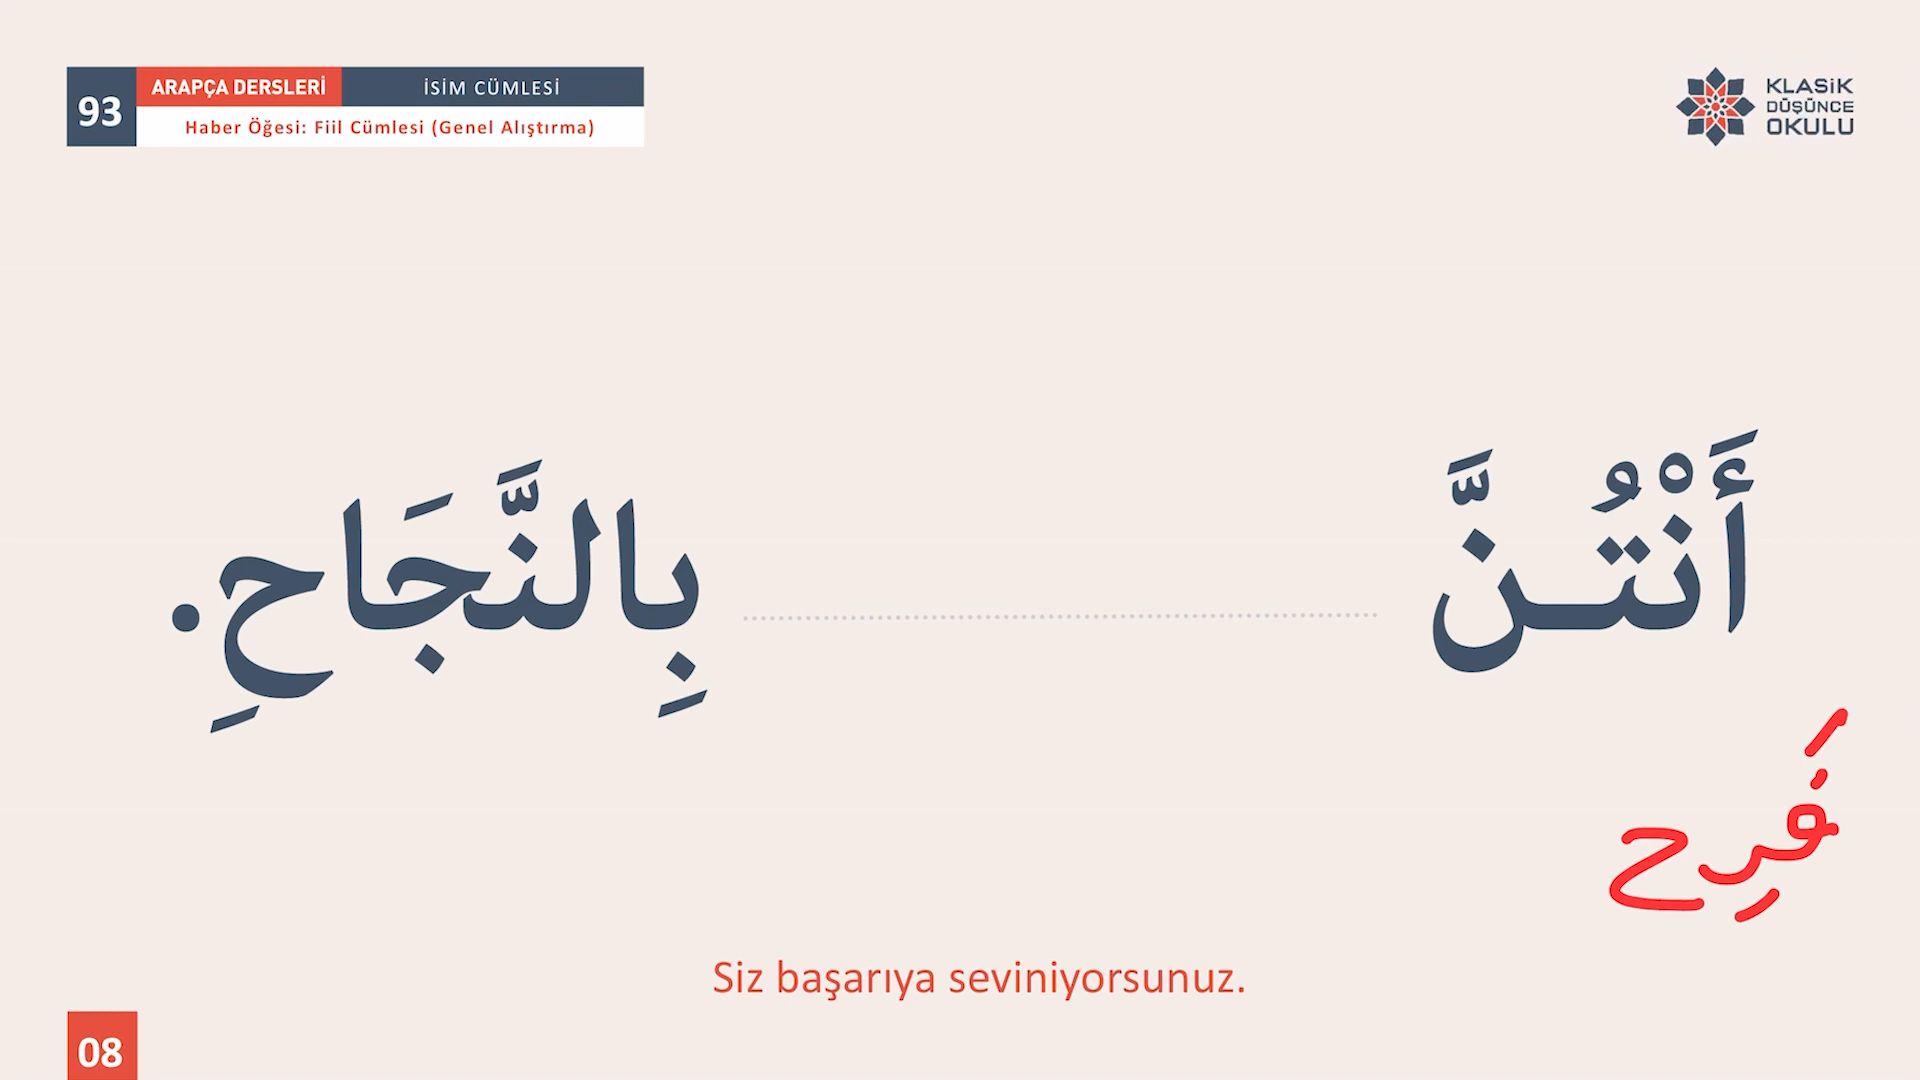 93
ARAPÇA DERSLERİ
İSİM CÜMLESİ
Haber Öğesi: Fiil Cümlesi (Genel Alıştırma)
KLASİK
DÜŞÜNCE
OKULU
أَنْتُـنَّ ........................ بِالنَّجَاحِ.
فَرِح
Siz başarıya seviniyorsunuz.
08